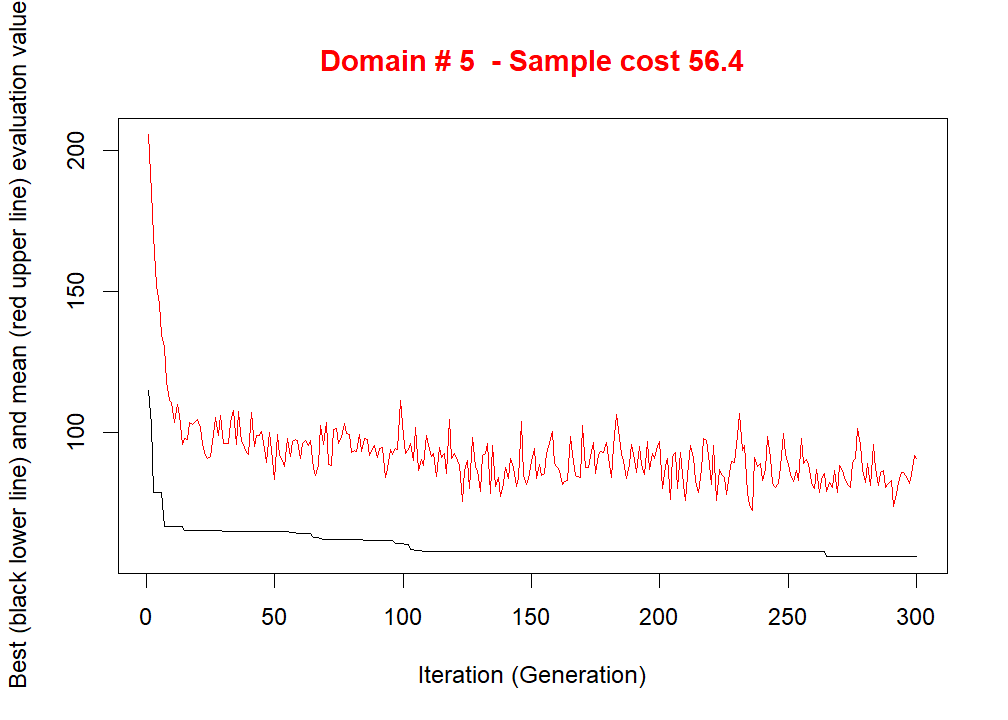 Domain # 5  - Sample cost 56.4
Best (black lower line) and mean (red upper line) evaluation value
200
150
100
0 50 100 150 200 250 300
Iteration (Generation)